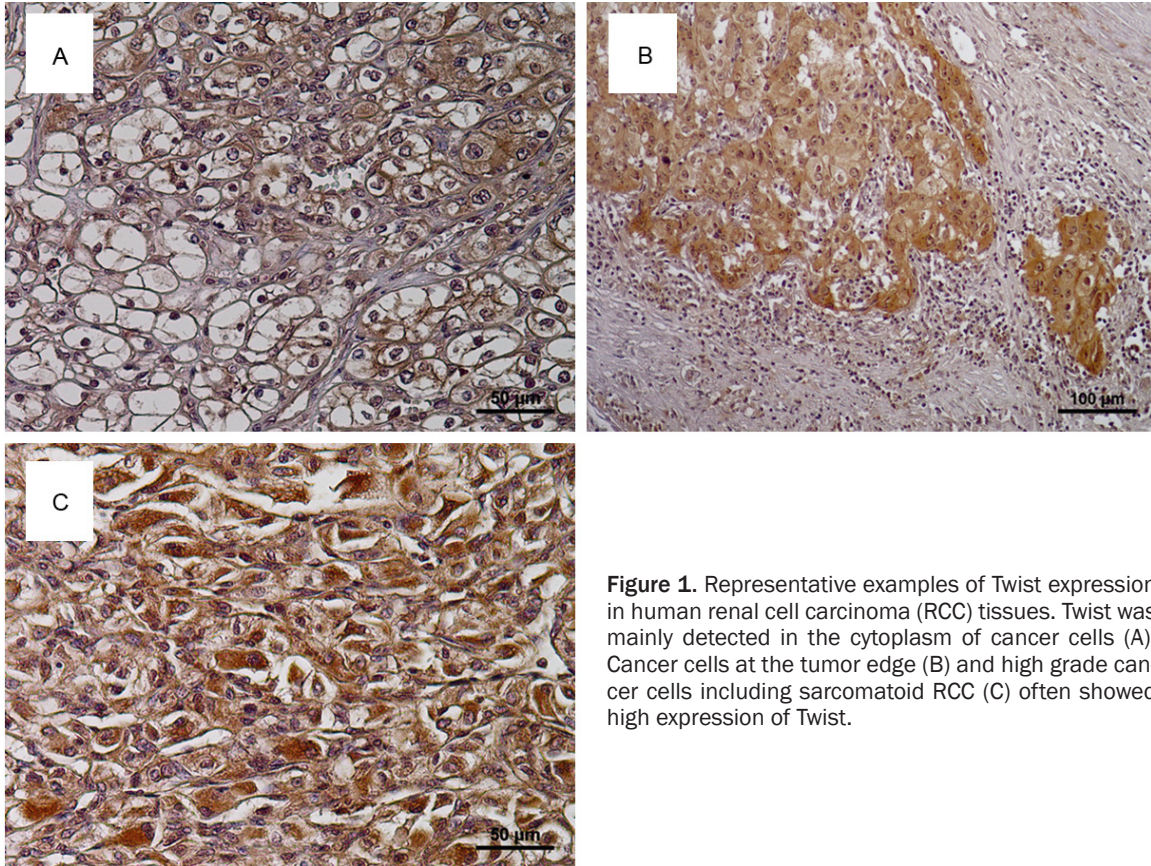 A
B
50 µm
100 µm
C
50 µm
Figure 1. Representative examples of Twist expression
in human renal cell carcinoma (RCC) tissues. Twist was
mainly detected in the cytoplasm of cancer cells (A)
Cancer cells at the tumor edge (B) and high grade can
cer cells including sarcomatoid RCC (C) often showed
high expression of Twist.